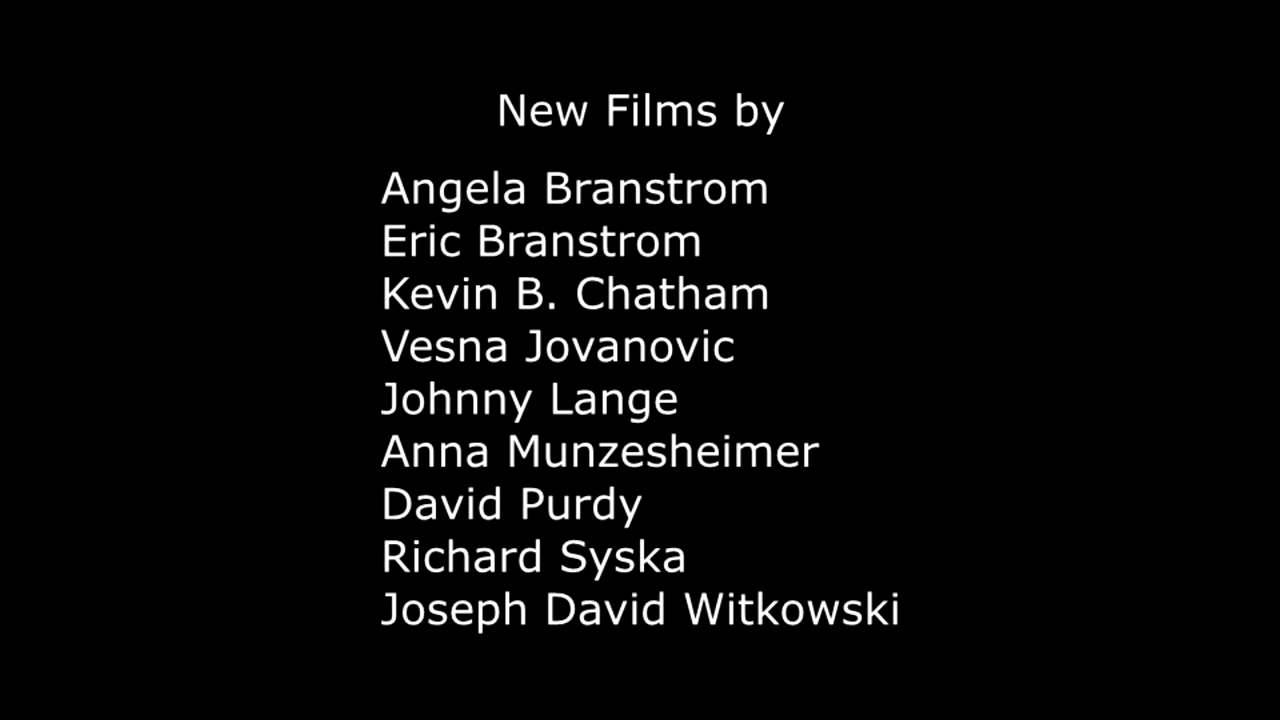 New Films by
Angela Branstrom
Eric Branstrom
Kevin B. Chatham
Vesna Jovanovic
Johnny Lange
Anna Munzesheimer
David Purdy
Richard Syska
Joseph David Witkowski